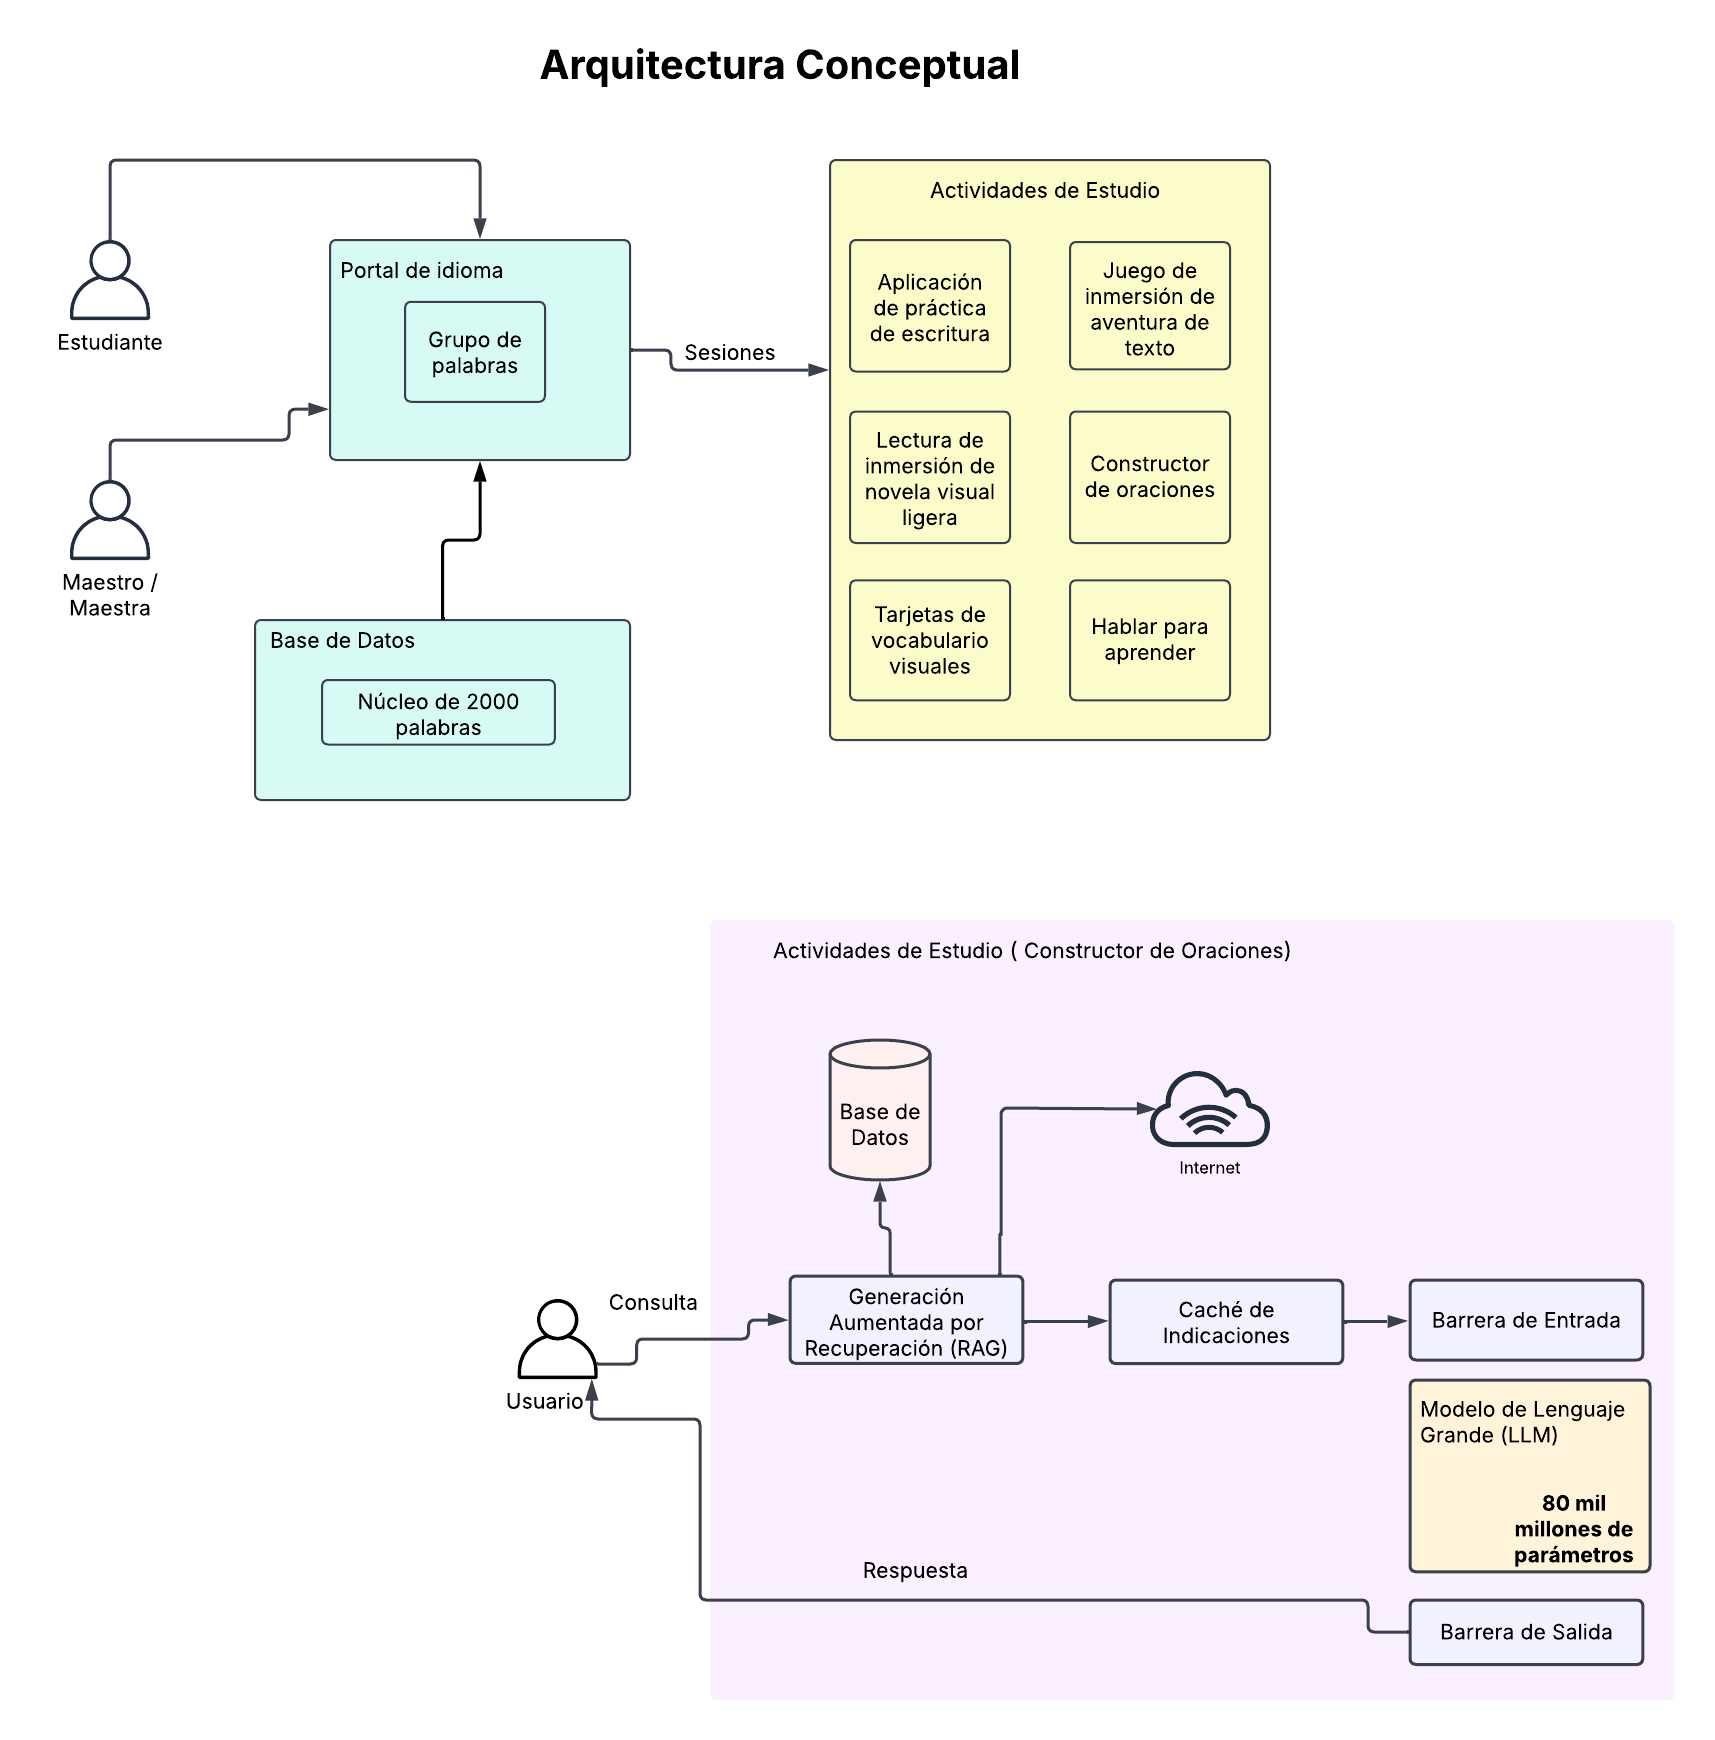 Arquitectura Conceptual
Estudiante
Maestro /
Maestra
Portal de idioma
Grupo de
palabras
Base de Datos
Núcleo de 2000
palabras
Sesiones
Actividades de Estudio
Aplicación
de práctica
de escritura
Juego de
inmersión de
aventura de
texto
Lectura de
inmersión de
novela visual
ligera
Constructor
de oraciones
Tarjetas de
vocabulario
visuales
Hablar para
aprender
Actividades de Estudio ( Constructor de Oraciones)
Base de
Datos
Internet
Consulta
Usuario
Generación
Aumentada por
Recuperación (RAG)
Caché de
Indicaciones
Barrera de Entrada
Modelo de Lenguaje
Grande (LLM)
80 mil
millones de
parámetros
Respuesta
Barrera de Salida